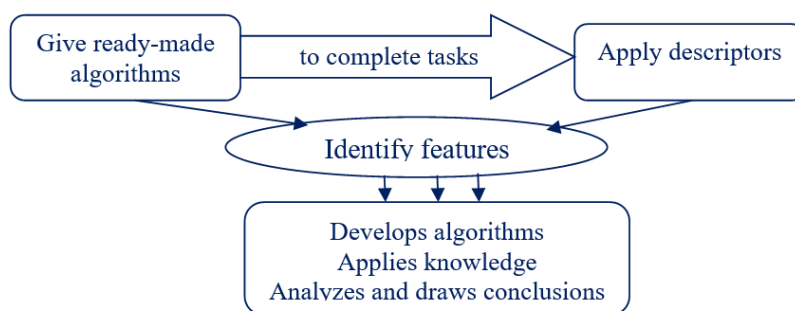 Give ready-made
algorithms
to complete tasks
Apply descriptors
Identify features
Develops algorithms
Applies knowledge
Analyzes and draws conclusions